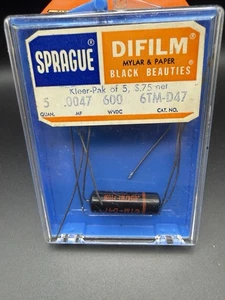 SPRAGUE® DIFILM®
MYLAR & PAPER
BLACK BEAUTIES
Kleer-Pak of 5, $.75 net
5 .0047 600 6TM-D47
QUAN. MF WVDC CAT. NO.